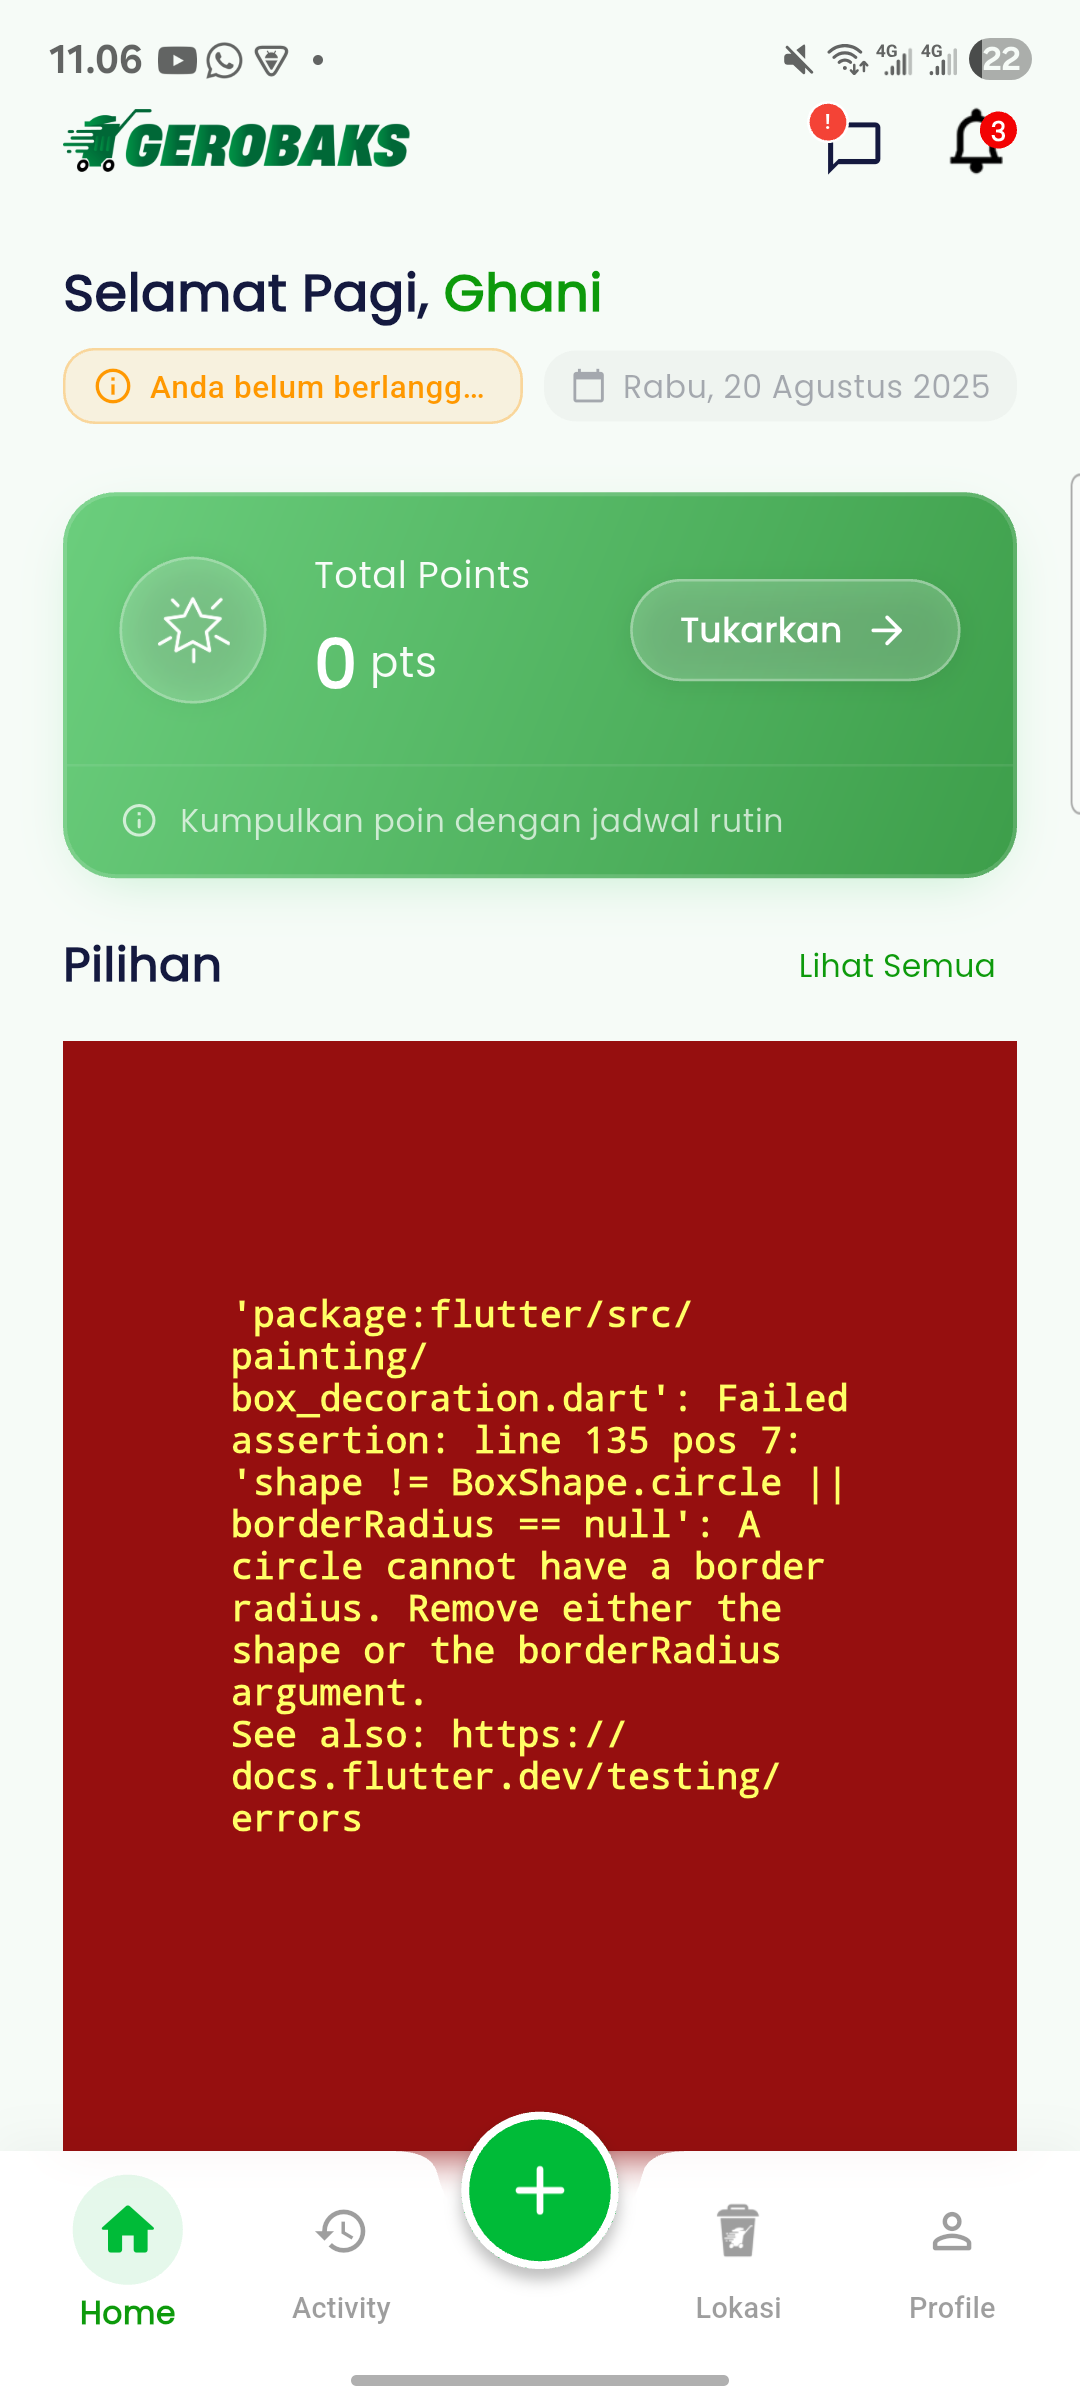 11.06
4G 4G 22
GEROBAKS
!
3
Selamat Pagi, Ghani
Anda belum berlangg...
Rabu, 20 Agustus 2025
Total Points
0 pts
Tukarkan
Kumpulkan poin dengan jadwal rutin
Pilihan
Lihat Semua
'package:flutter/src/
painting/
box_decoration.dart': Failed
assertion: line 135 pos 7:
'shape != BoxShape.circle ||
borderRadius == null': A
circle cannot have a border
radius. Remove either the
shape or the borderRadius
argument.
See also: https://
docs.flutter.dev/testing/
errors
Home
Activity
Lokasi
Profile